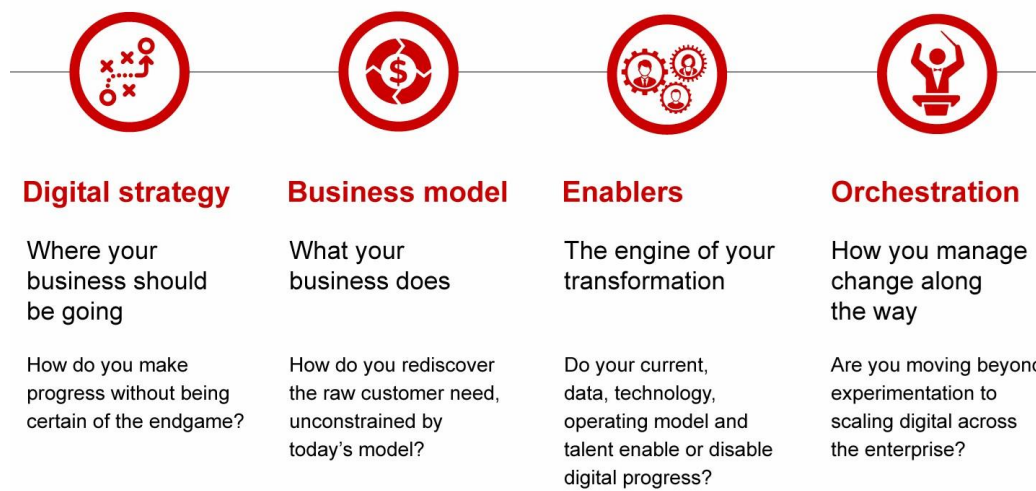 $
Digital strategy
Where your
business should
be going
How do you make
progress without being
certain of the endgame?
Business model
What your
business does
How do you rediscover
the raw customer need,
unconstrained by
today's model?
Enablers
The engine of your
transformation
Do your current,
data, technology,
operating model and
talent enable or disable
digital progress?
Orchestration
How you manage
change along
the way
Are you moving beyond
experimentation to
scaling digital across
the enterprise?